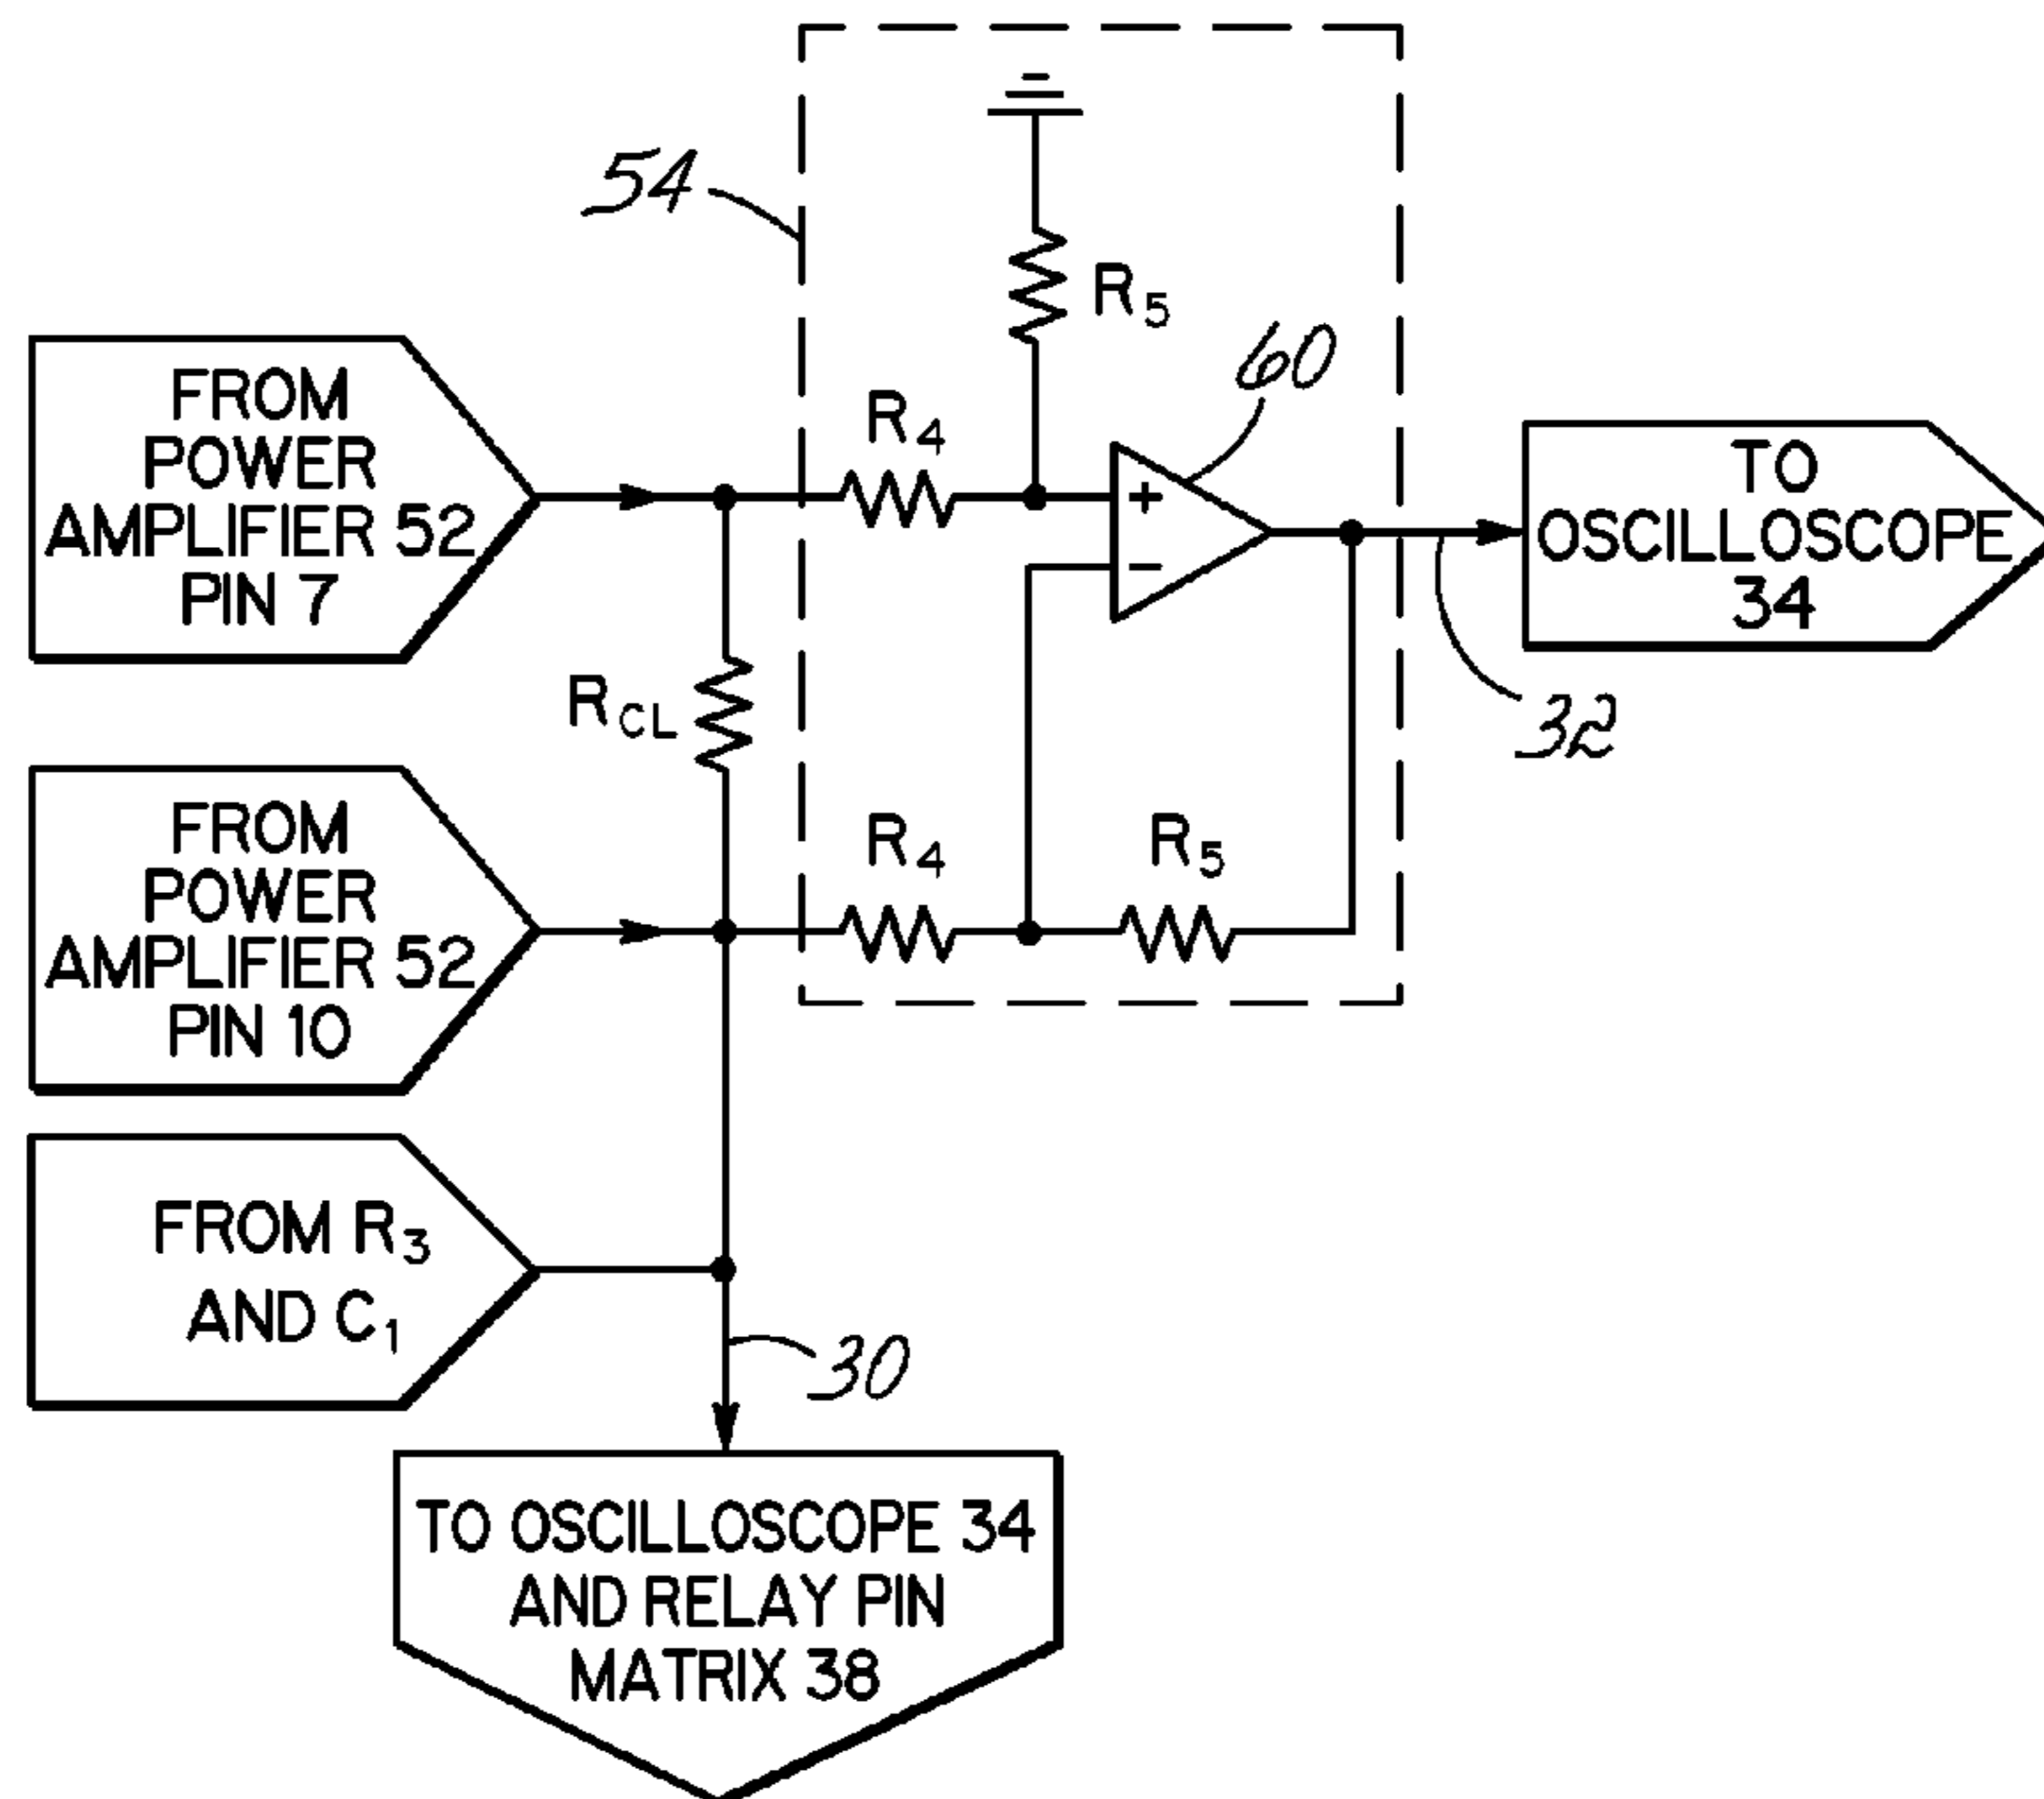 54
R5
60
FROM
POWER
AMPLIFIER 52
PIN 7
R4
+
−
TO
OSCILLOSCOPE
34
32
RCL
FROM
POWER
AMPLIFIER 52
PIN 10
R4
R5
FROM R3
AND C1
30
TO OSCILLOSCOPE 34
AND RELAY PIN
MATRIX 38